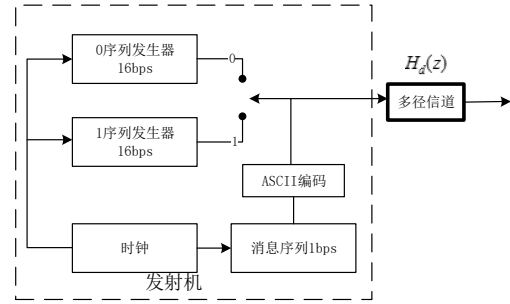 0序列发生器
16bps
0
H_d(z)
多径信道
1序列发生器
16bps
1
ASCII编码
时钟
消息序列1bps
发射机